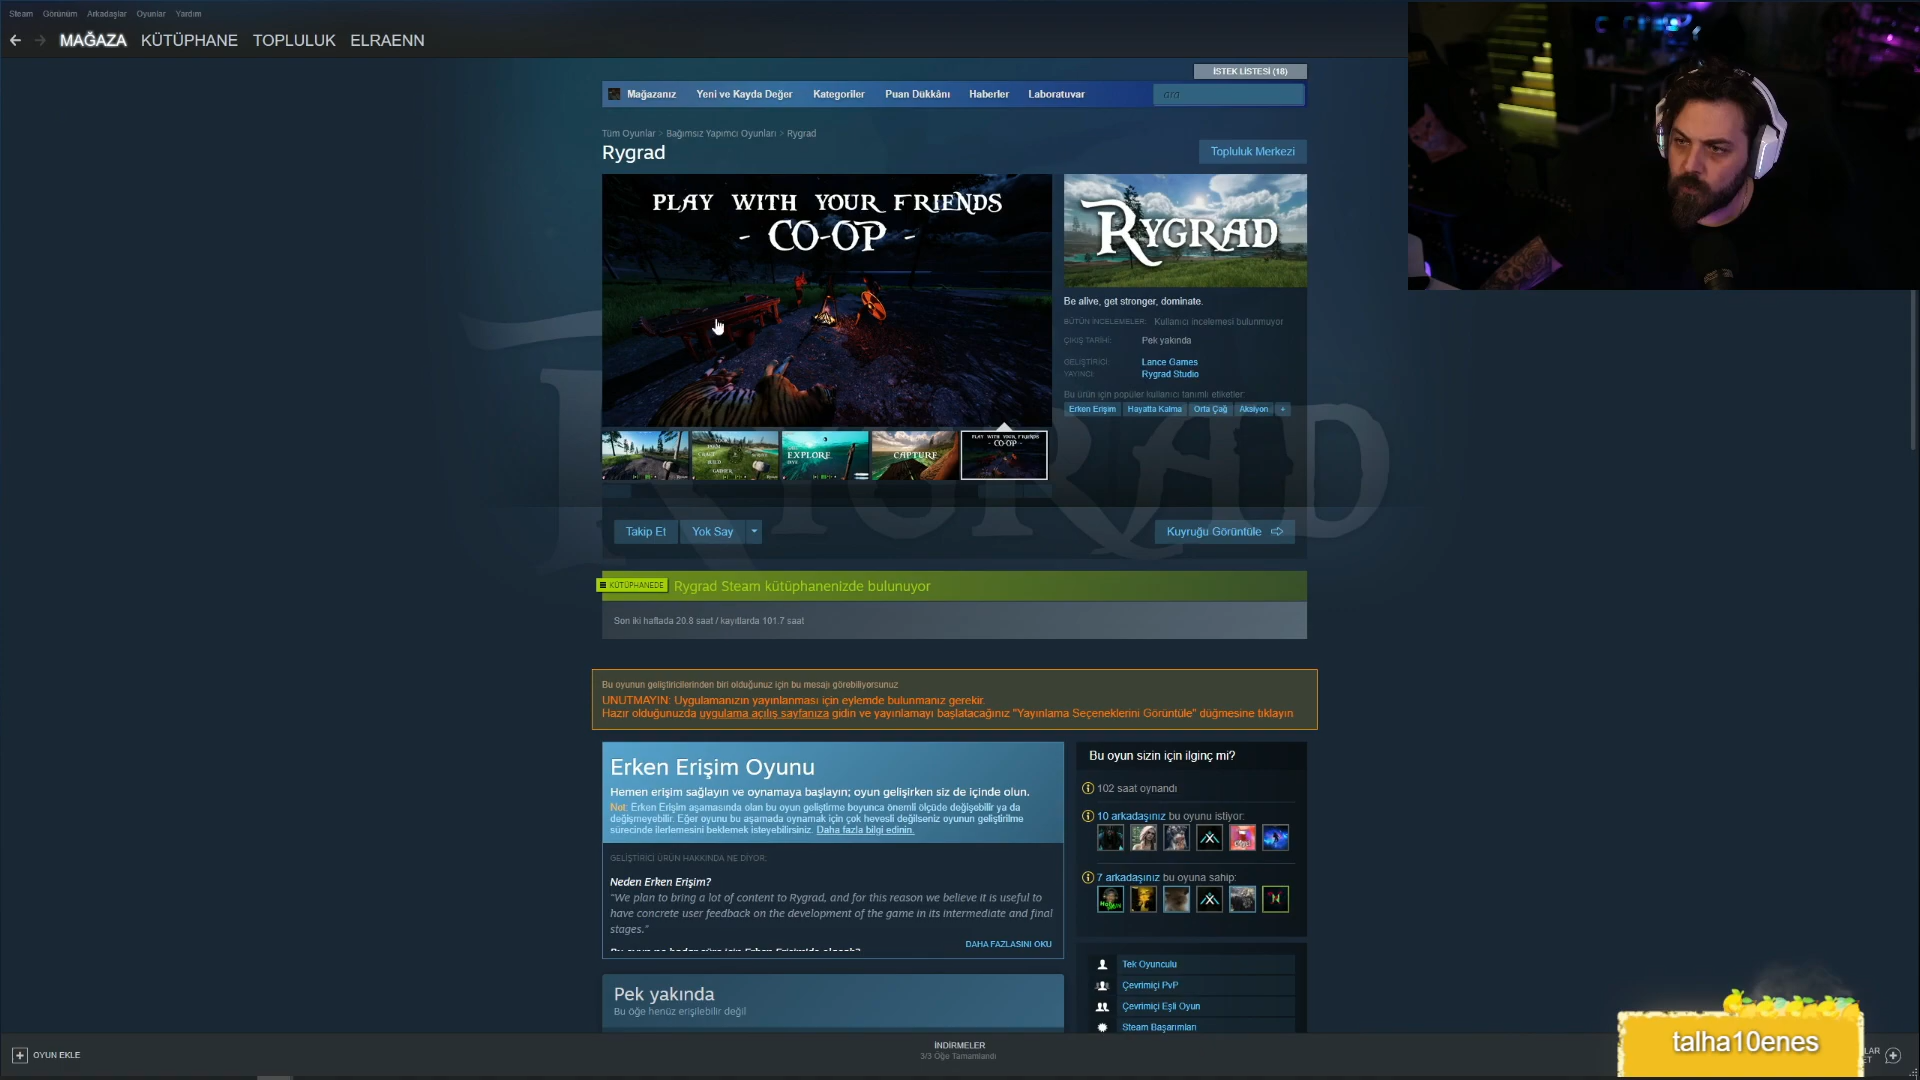 Steam Görünüm Arkadaşlar Oyunlar Yardım
MAĞAZA KÜTÜPHANE TOPLULUK ELRAENN
İSTEK LİSTESİ (18)
Mağazanız Yeni ve Kayda Değer Kategoriler Puan Dükkânı Haberler Laboratuvar ara
Tüm Oyunlar > Bağımsız Yapımcı Oyunları > Rygrad
Rygrad
Topluluk Merkezi
PLAY WITH YOUR FRIENDS
- CO-OP -
RYGRAD
Be alive, get stronger, dominate.
BÜTÜN İNCELEMELER: Kullanıcı incelemesi bulunmuyor
ÇIKIŞ TARİHİ: Pek yakında
GELİŞTİRİCİ: Lance Games
YAYINCI: Rygrad Studio
Bu ürün için popüler kullanıcı tanımlı etiketler:
Erken Erişim Hayatta Kalma Orta Çağ Aksiyon +
EXPLORE
CAPTURE
PLAY WITH YOUR FRIENDS
- CO-OP -
Takip Et Yok Say
Kuyruğu Görüntüle
KÜTÜPHANEDE Rygrad Steam kütüphanenizde bulunuyor
Son iki haftada 20.8 saat / kayıtlarda 101.7 saat
Bu oyunun geliştiricilerinden biri olduğunuz için bu mesajı görebiliyorsunuz
UNUTMAYIN: Uygulamanızın yayınlanması için eylemde bulunmanız gerekir.
Hazır olduğunuzda uygulama açılış sayfanıza gidin ve yayınlamayı başlatacağınız "Yayınlama Seçeneklerini Görüntüle" düğmesine tıklayın
Erken Erişim Oyunu
Hemen erişim sağlayın ve oynamaya başlayın; oyun gelişirken siz de içinde olun.
Not: Erken Erişim aşamasında olan bu oyun geliştirme boyunca önemli ölçüde değişebilir ya da
değişmeyebilir. Eğer oyunu bu aşamada oynamak için çok hevesli değilseniz oyunun geliştirilme
sürecinde ilerlemesini beklemek isteyebilirsiniz. Daha fazla bilgi edinin.
GELİŞTİRİCİ ÜRÜN HAKKINDA NE DİYOR:
Neden Erken Erişim?
"We plan to bring a lot of content to Rygrad, and for this reason we believe it is useful to
have concrete user feedback on the development of the game in its intermediate and final
stages."
DAHA FAZLASINI OKU
Pek yakında
Bu öğe henüz erişilebilir değil
Bu oyun sizin için ilginç mi?
102 saat oynandı
10 arkadaşınız bu oyunu istiyor:
7 arkadaşınız bu oyuna sahip:
Tek Oyunculu
Çevrimiçi PvP
Çevrimiçi Eşli Oyun
Steam Başarımları
talha10enes
OYUN EKLE
İNDİRMELER
3/3 Öğe Tamamlandı